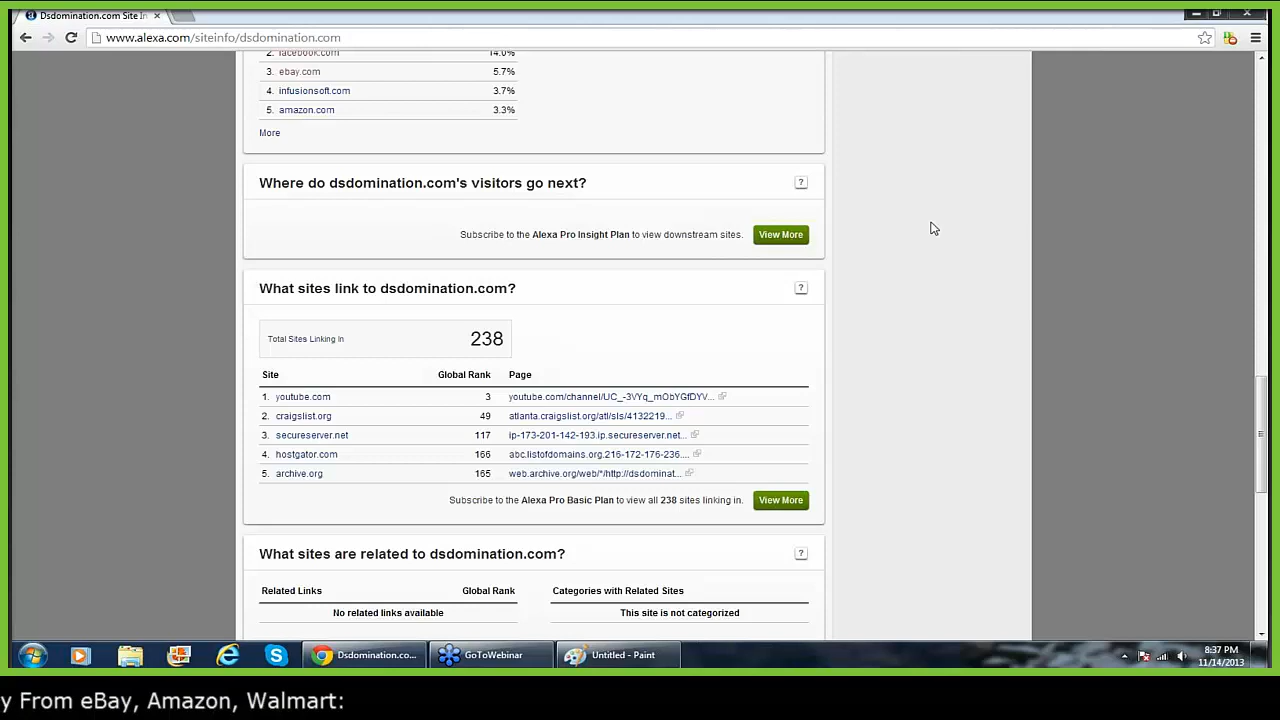 Dsdomination.com Site In
www.alexa.com/siteinfo/dsdomination.com
2. facebook.com 14.0%
3. ebay.com 5.7%
4. infusionsoft.com 3.7%
5. amazon.com 3.3%
More
Where do dsdomination.com's visitors go next? ?
Subscribe to the Alexa Pro Insight Plan to view downstream sites. View More
What sites link to dsdomination.com? ?
Total Sites Linking In 238
Site Global Rank Page
1. youtube.com 3 youtube.com/channel/UC_-3VYq_mObYGfDYV...
2. craigslist.org 49 atlanta.craigslist.org/atl/sls/4132219...
3. secureserver.net 117 ip-173-201-142-193.ip.secureserver.net...
4. hostgator.com 166 abc.listofdomains.org.216-172-176-236....
5. archive.org 165 web.archive.org/web/*/http://dsdominat...
Subscribe to the Alexa Pro Basic Plan to view all 238 sites linking in. View More
What sites are related to dsdomination.com? ?
Related Links Global Rank Categories with Related Sites
No related links available This site is not categorized
Dsdomination.co... GoToWebinar Untitled - Paint
8:37 PM
11/14/2013
y From eBay, Amazon, Walmart: